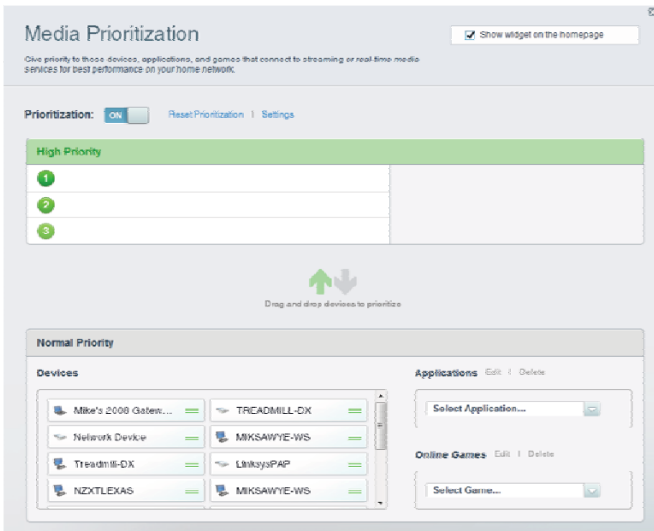 Media Prioritization
Show widget on the homepage
Give priority to these devices, applications, and games that connect to streaming or real-time media
services for best performance on your home network.
Prioritization: ON Reset Prioritization | Settings
High Priority
1
2
3
Drag and drop devices to prioritize
Normal Priority
Devices
Applications Edit | Delete
Mike's 2008 Gatew... TREADMILL-DX
Select Application...
Network Device MIKSAWYE-WS
Online Games Edit | Delete
Treadmill-DX LinksysPAP
NZXTLEXAS MIKSAWYE-WS
Select Game...